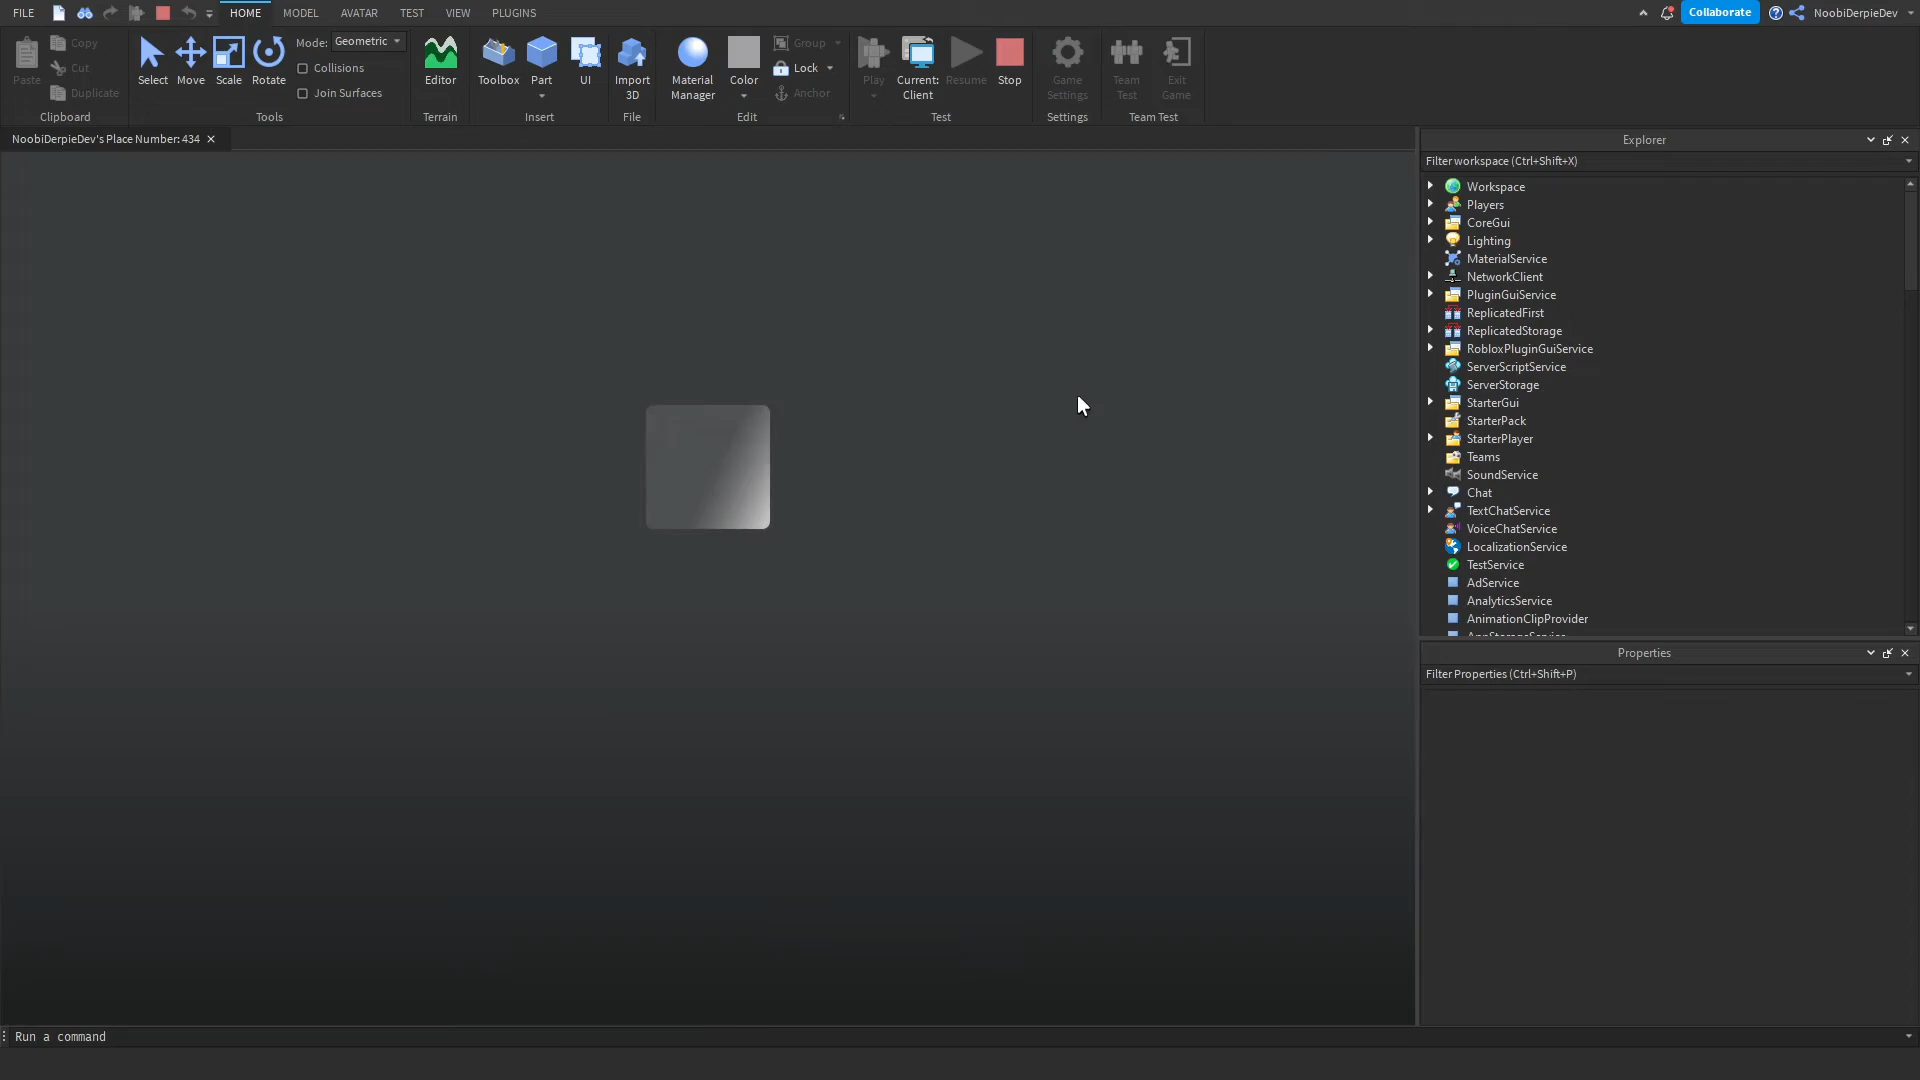 FILE HOME MODEL AVATAR TEST VIEW PLUGINS Collaborate NoobiDerpieDev
Paste Copy Cut Duplicate
Clipboard
Select Move Scale Rotate Mode: Geometric
Collisions
Join Surfaces
Tools
Editor
Terrain
Toolbox Part UI
Insert
Import
3D
File
Material
Manager
Color
Group
Lock
Anchor
Edit
Play
Current:
Client
Resume Stop
Test
Game
Settings
Settings
Team
Test
Exit
Game
Team Test
NoobiDerpieDev's Place Number: 434
Explorer
Filter workspace (Ctrl+Shift+X)
Workspace
Players
CoreGui
Lighting
MaterialService
NetworkClient
PluginGuiService
ReplicatedFirst
ReplicatedStorage
RobloxPluginGuiService
ServerScriptService
ServerStorage
StarterGui
StarterPack
StarterPlayer
Teams
SoundService
Chat
TextChatService
VoiceChatService
LocalizationService
TestService
AdService
AnalyticsService
AnimationClipProvider
Properties
Filter Properties (Ctrl+Shift+P)
Run a command